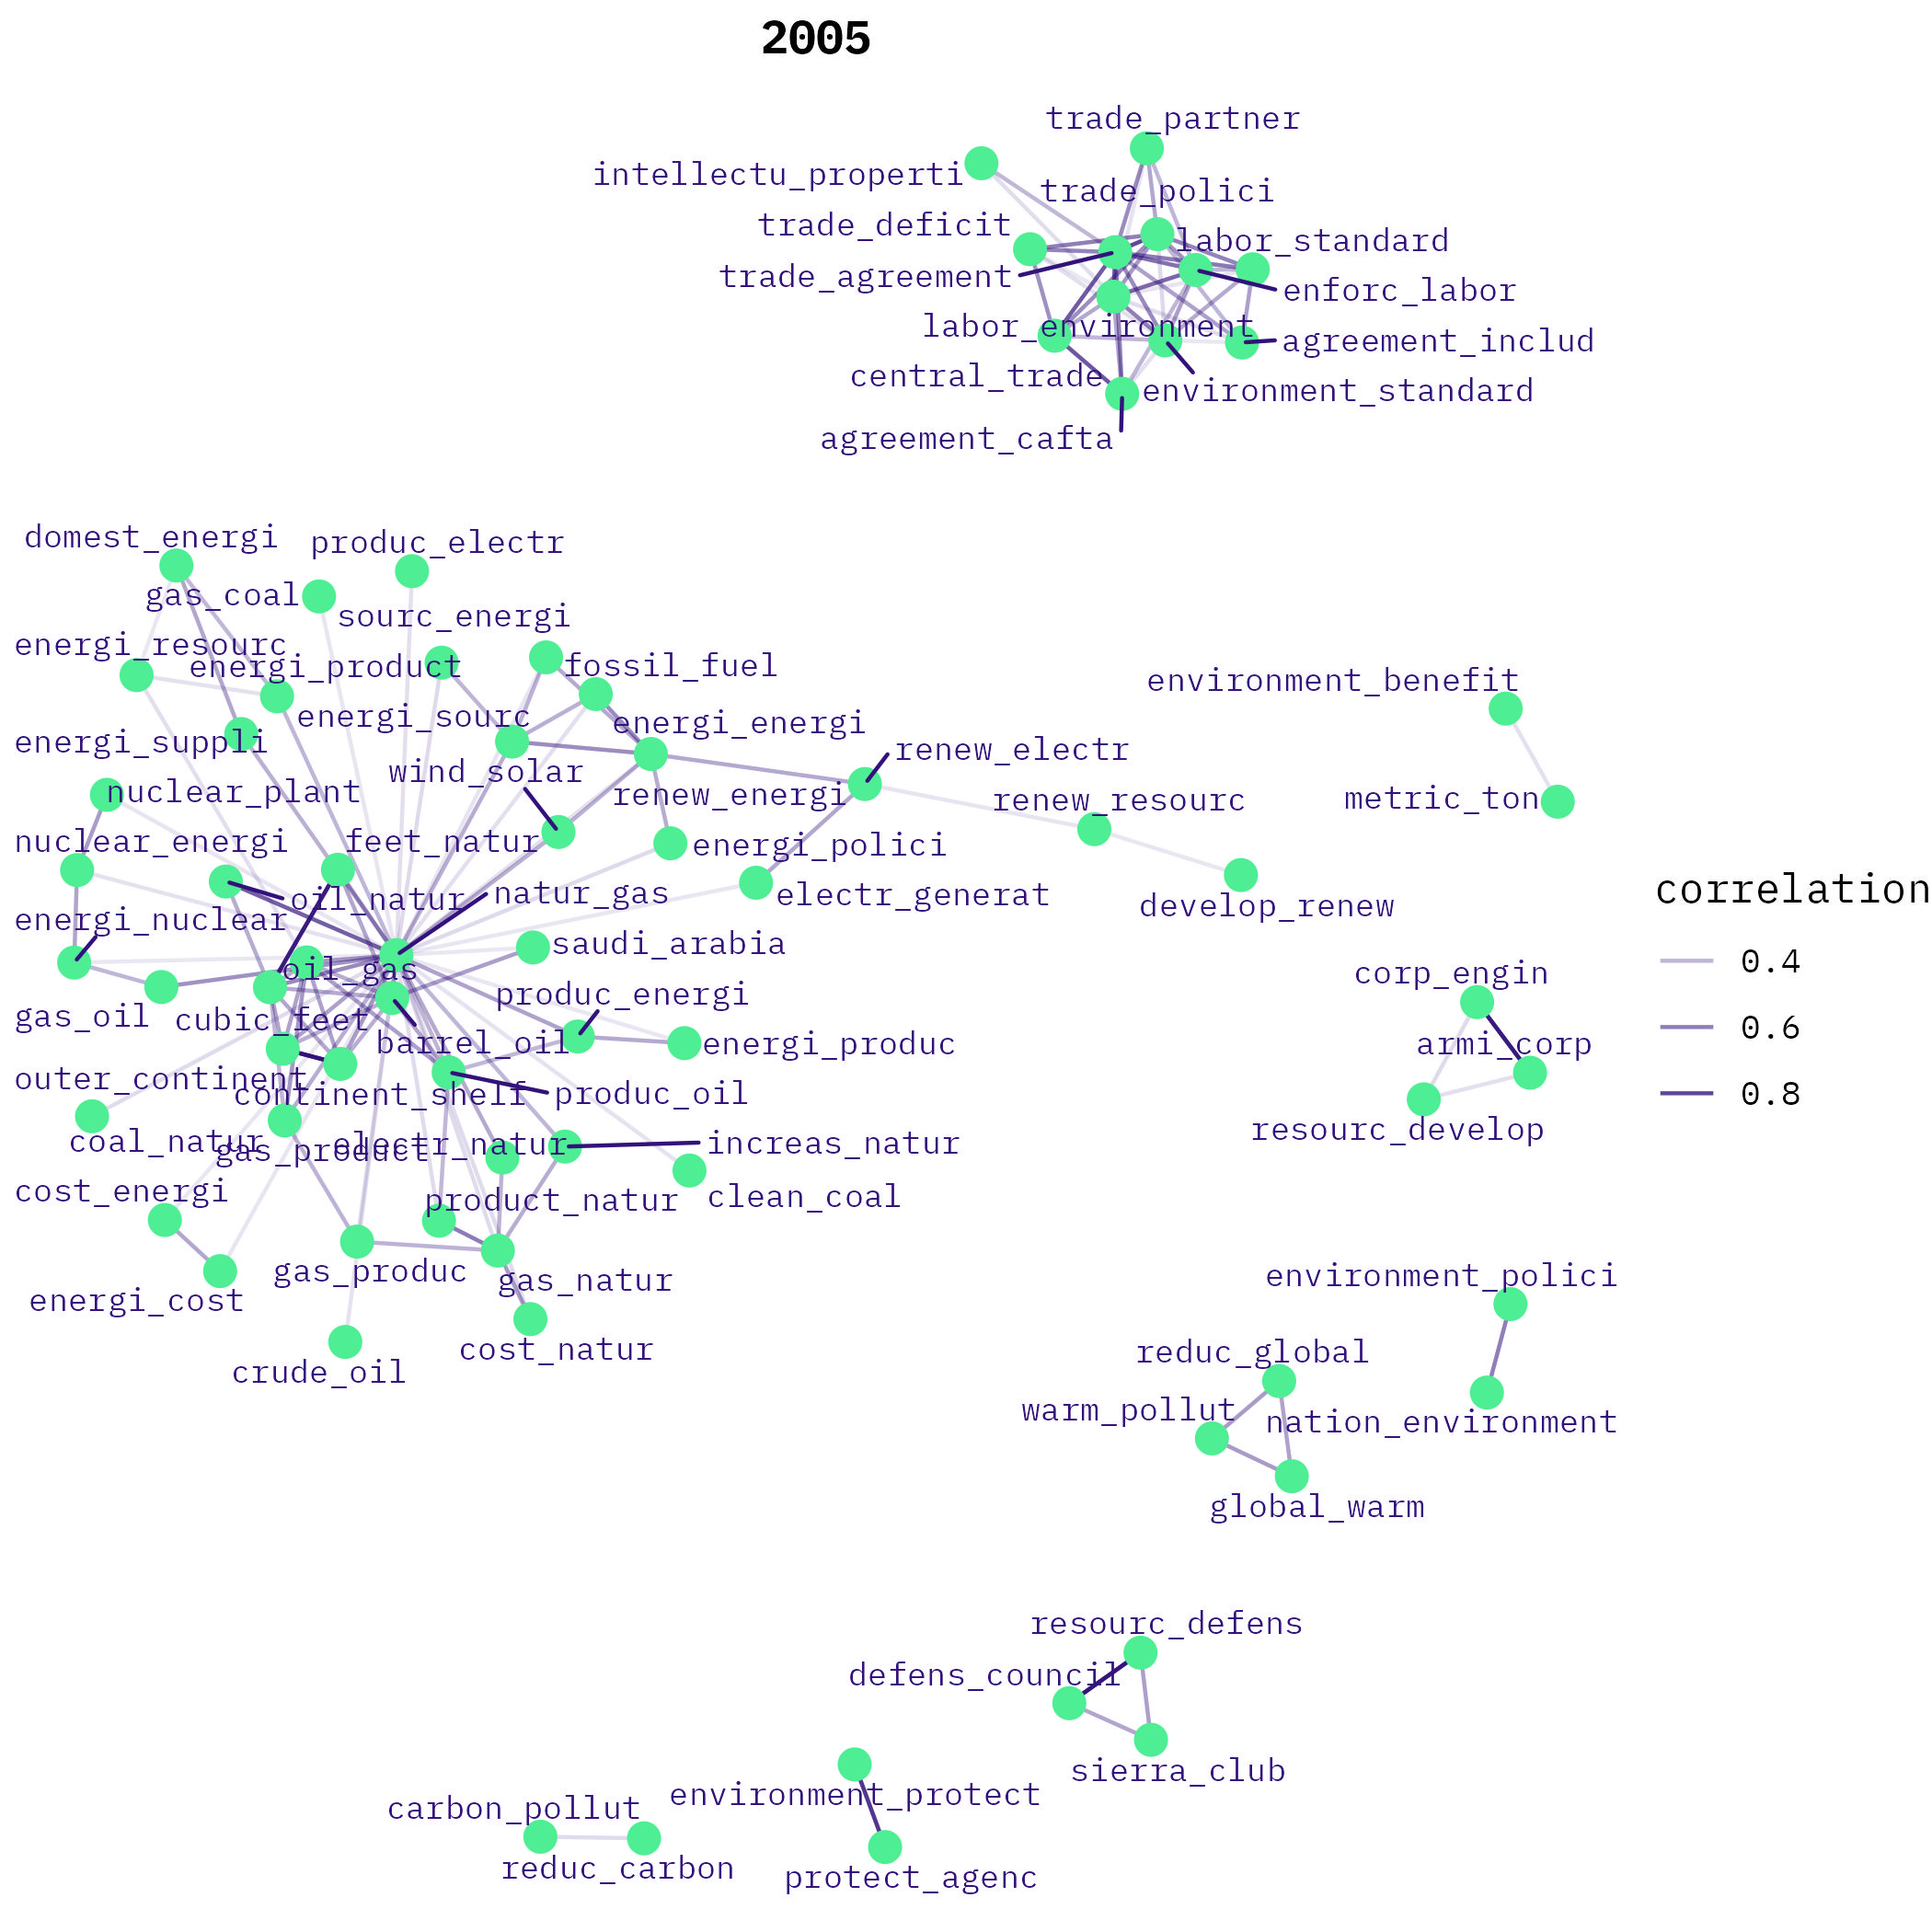 2005
trade_partner
intellectu_properti
trade_polici
trade_deficit
labor_standard
trade_agreement
enforc_labor
labor_environment
agreement_includ
central_trade
environment_standard
agreement_cafta
domest_energi
produc_electr
gas_coal
sourc_energi
energi_resourc
energi_product
fossil_fuel
environment_benefit
energi_sourc
energi_energi
energi_suppli
renew_electr
wind_solar
nuclear_plant
renew_energi
renew_resourc
metric_ton
nuclear_energi
feet_natur
energi_polici
oil_natur
natur_gas
electr_generat
develop_renew
correlation
energi_nuclear
saudi_arabia
oil_gas
corp_engin
0.4
produc_energi
gas_oil
cubic_feet
0.6
barrel_oil
energi_produc
armi_corp
outer_continent
continent_shelf
produc_oil
0.8
coal_natur
gas_product
electr_natur
increas_natur
resourc_develop
cost_energi
product_natur
clean_coal
gas_produc
gas_natur
environment_polici
energi_cost
cost_natur
reduc_global
crude_oil
warm_pollut
nation_environment
global_warm
resourc_defens
defens_council
sierra_club
environment_protect
carbon_pollut
reduc_carbon
protect_agenc